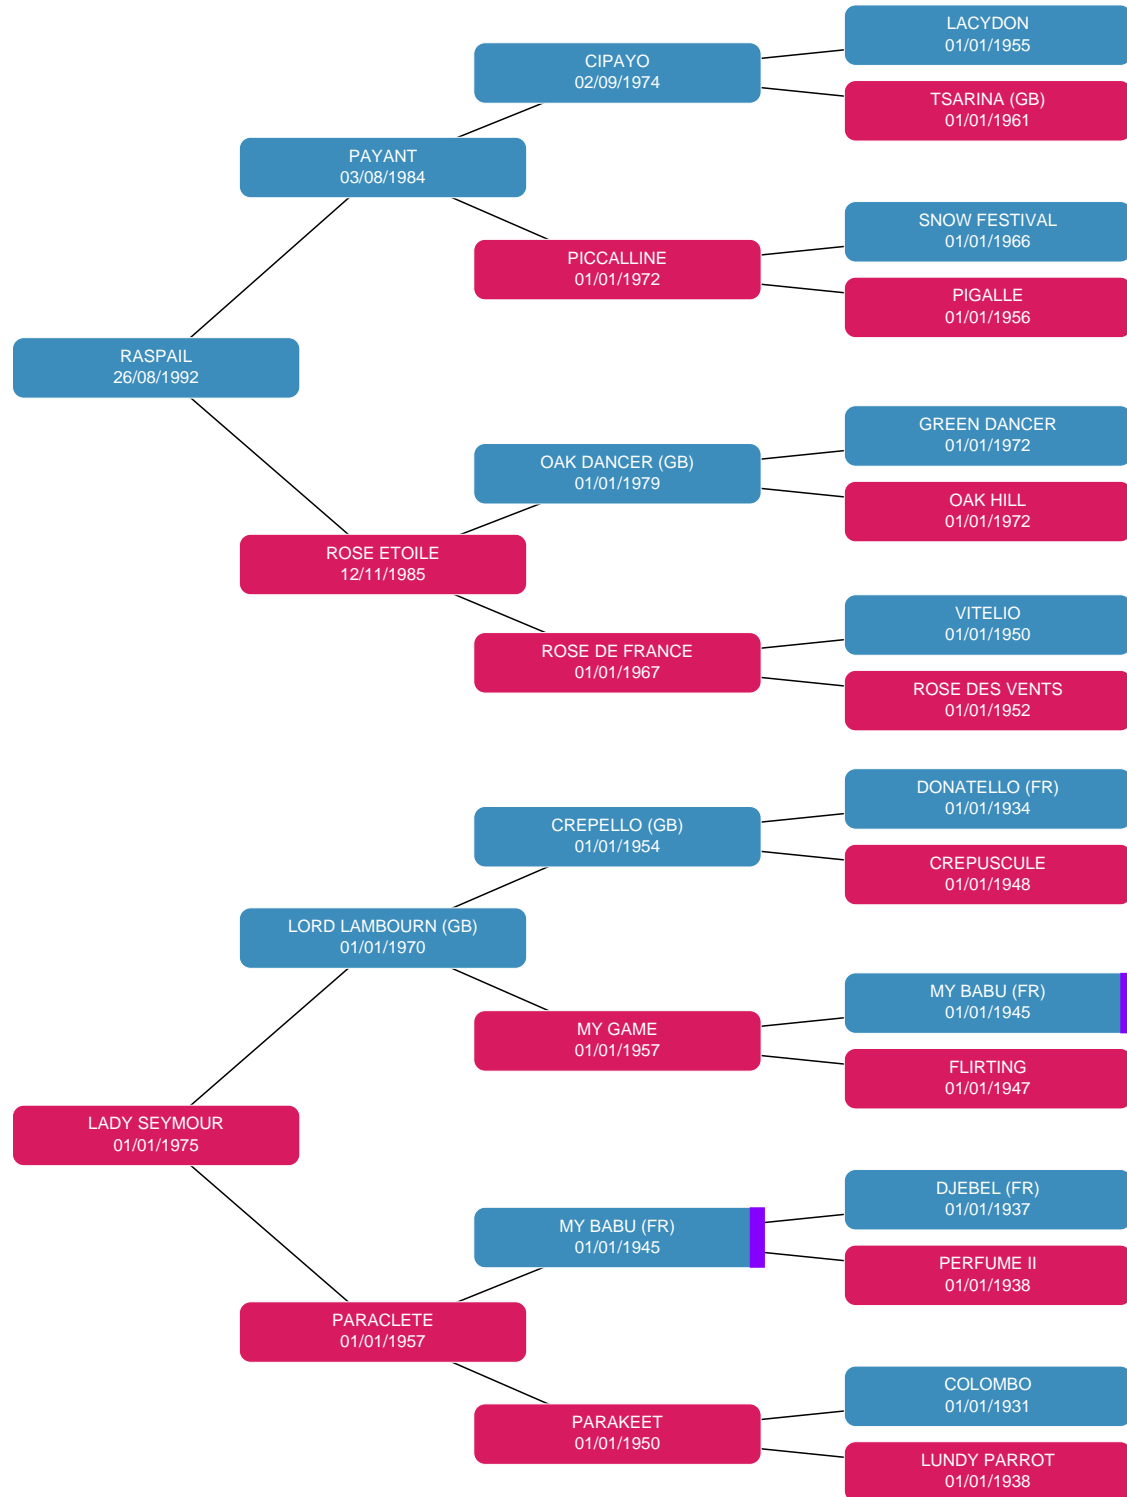 LACYDON
01/01/1955
CIPAYO
02/09/1974
TSARINA (GB)
01/01/1961
PAYANT
03/08/1984
SNOW FESTIVAL
01/01/1966
PICCALLINE
01/01/1972
PIGALLE
01/01/1956
RASPAIL
26/08/1992
GREEN DANCER
01/01/1972
OAK DANCER (GB)
01/01/1979
OAK HILL
01/01/1972
ROSE ETOILE
12/11/1985
VITELIO
01/01/1950
ROSE DE FRANCE
01/01/1967
ROSE DES VENTS
01/01/1952
DONATELLO (FR)
01/01/1934
CREPELLO (GB)
01/01/1954
CREPUSCULE
01/01/1948
LORD LAMBOURN (GB)
01/01/1970
MY BABU (FR)
01/01/1945
MY GAME
01/01/1957
FLIRTING
01/01/1947
LADY SEYMOUR
01/01/1975
DJEBEL (FR)
01/01/1937
MY BABU (FR)
01/01/1945
PERFUME II
01/01/1938
PARACLETE
01/01/1957
COLOMBO
01/01/1931
PARAKEET
01/01/1950
LUNDY PARROT
01/01/1938